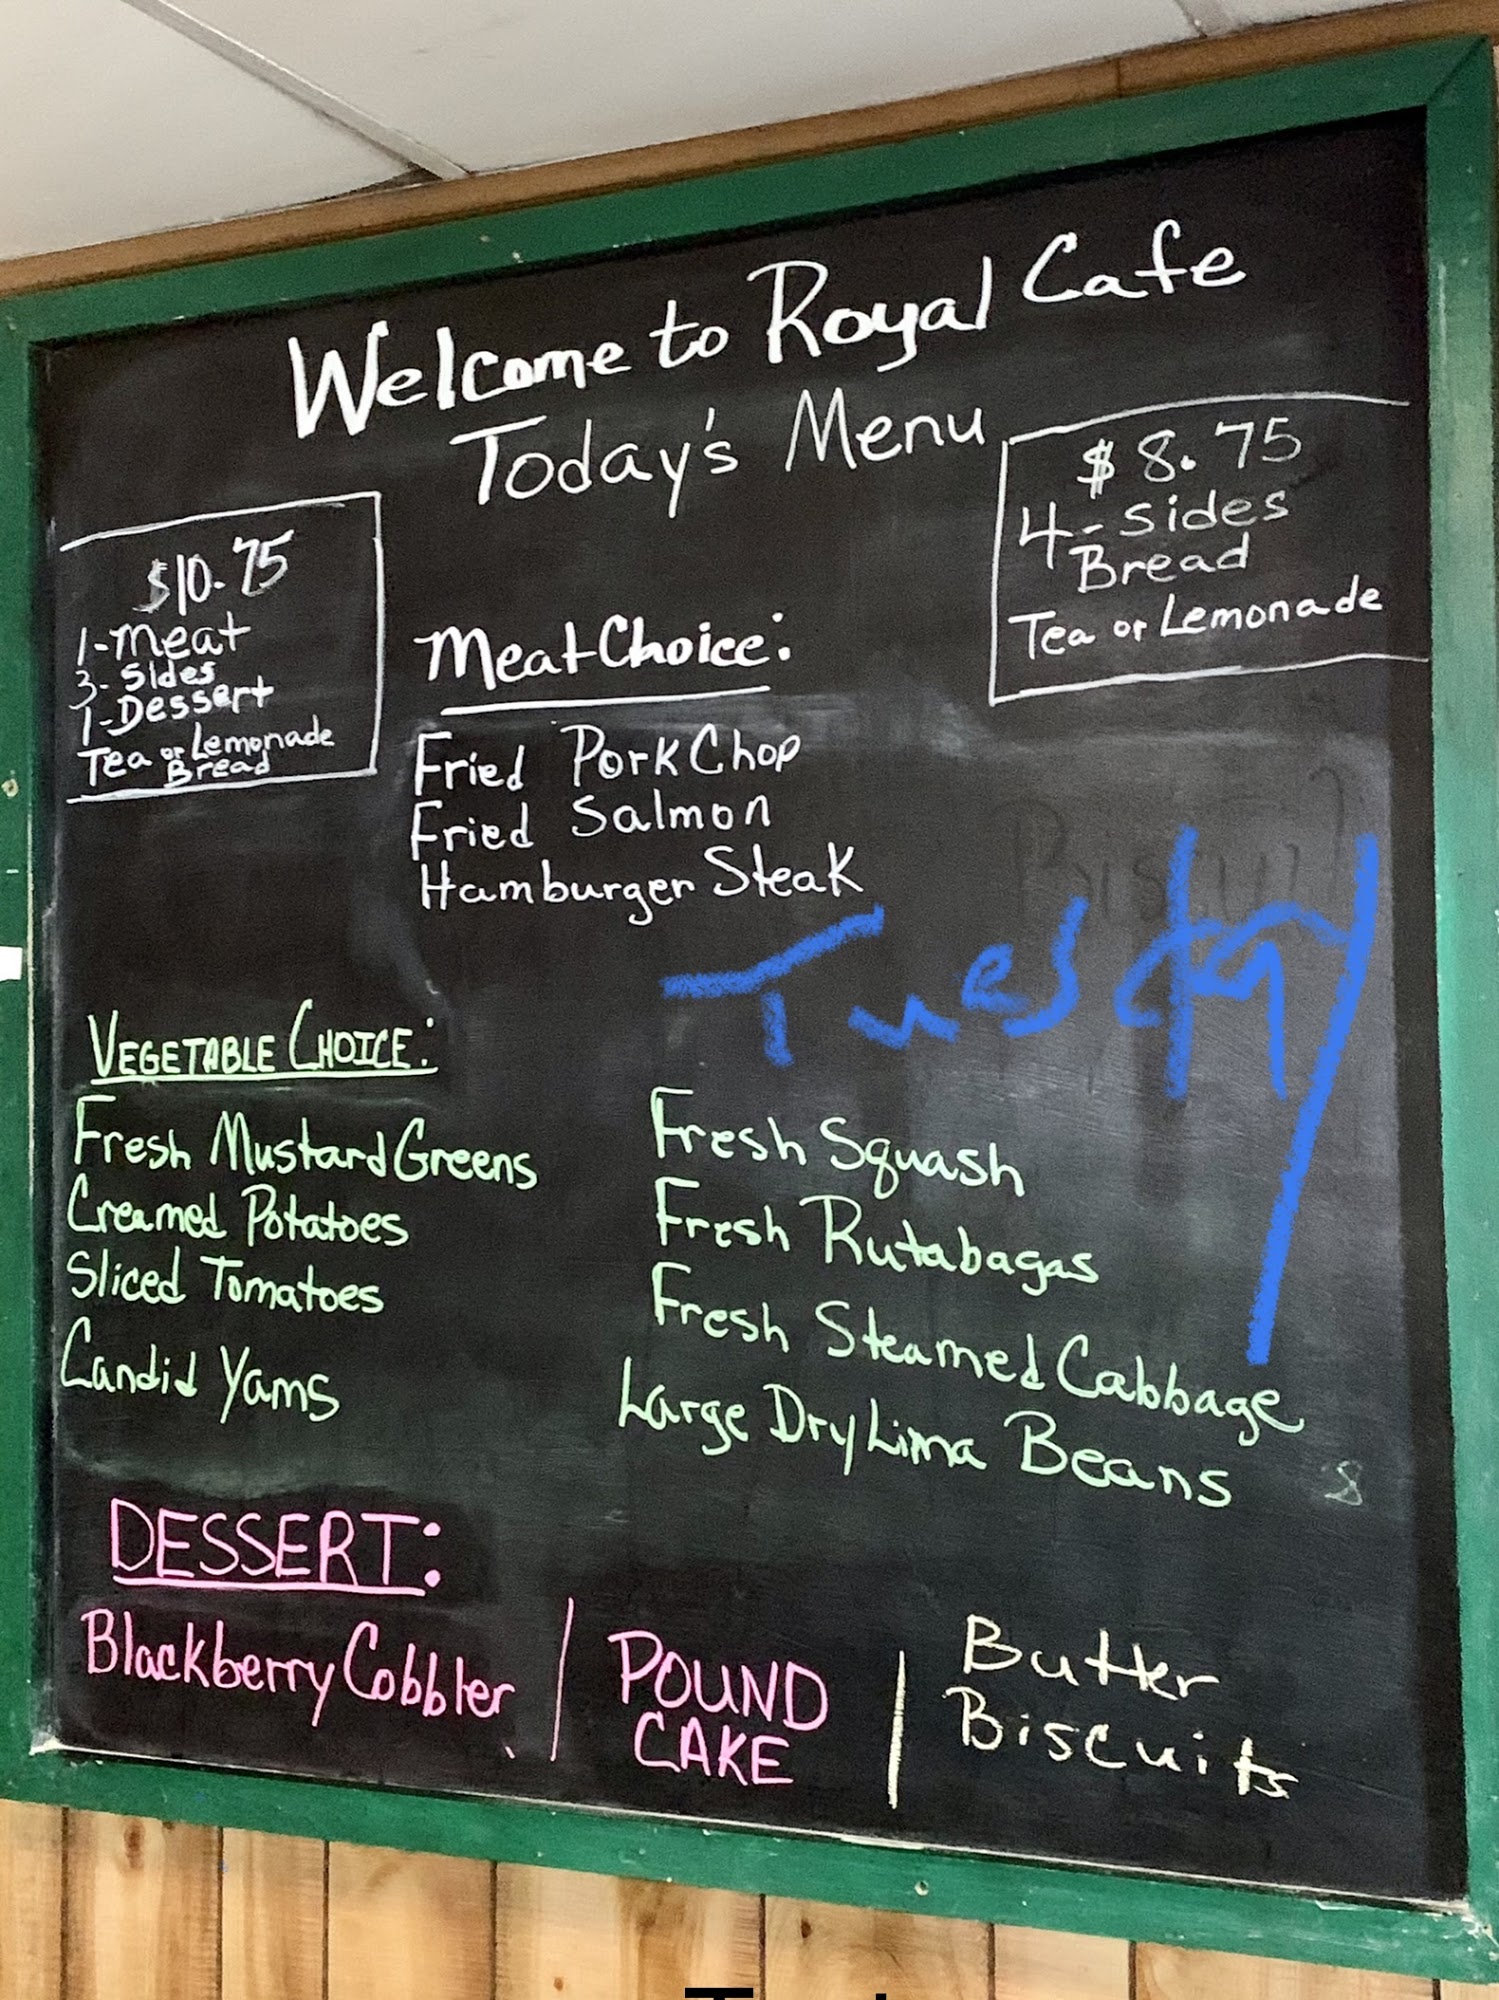 Welcome to Royal Cafe
Today's Menu
$10.75
1-Meat
3-Sides
1-Dessert
Tea or Lemonade
Bread
$8.75
4-Sides
Bread
Tea or Lemonade
Meat Choice:
Fried Pork Chop
Fried Salmon
Hamburger Steak
Tuesday
VEGETABLE CHOICE:
Fresh Mustard Greens
Creamed Potatoes
Sliced Tomatoes
Candid Yams
Fresh Squash
Fresh Rutabagas
Fresh Steamed Cabbage
Large Dry Lima Beans
DESSERT:
Blackberry Cobbler
POUND
CAKE
Butter
Biscuits